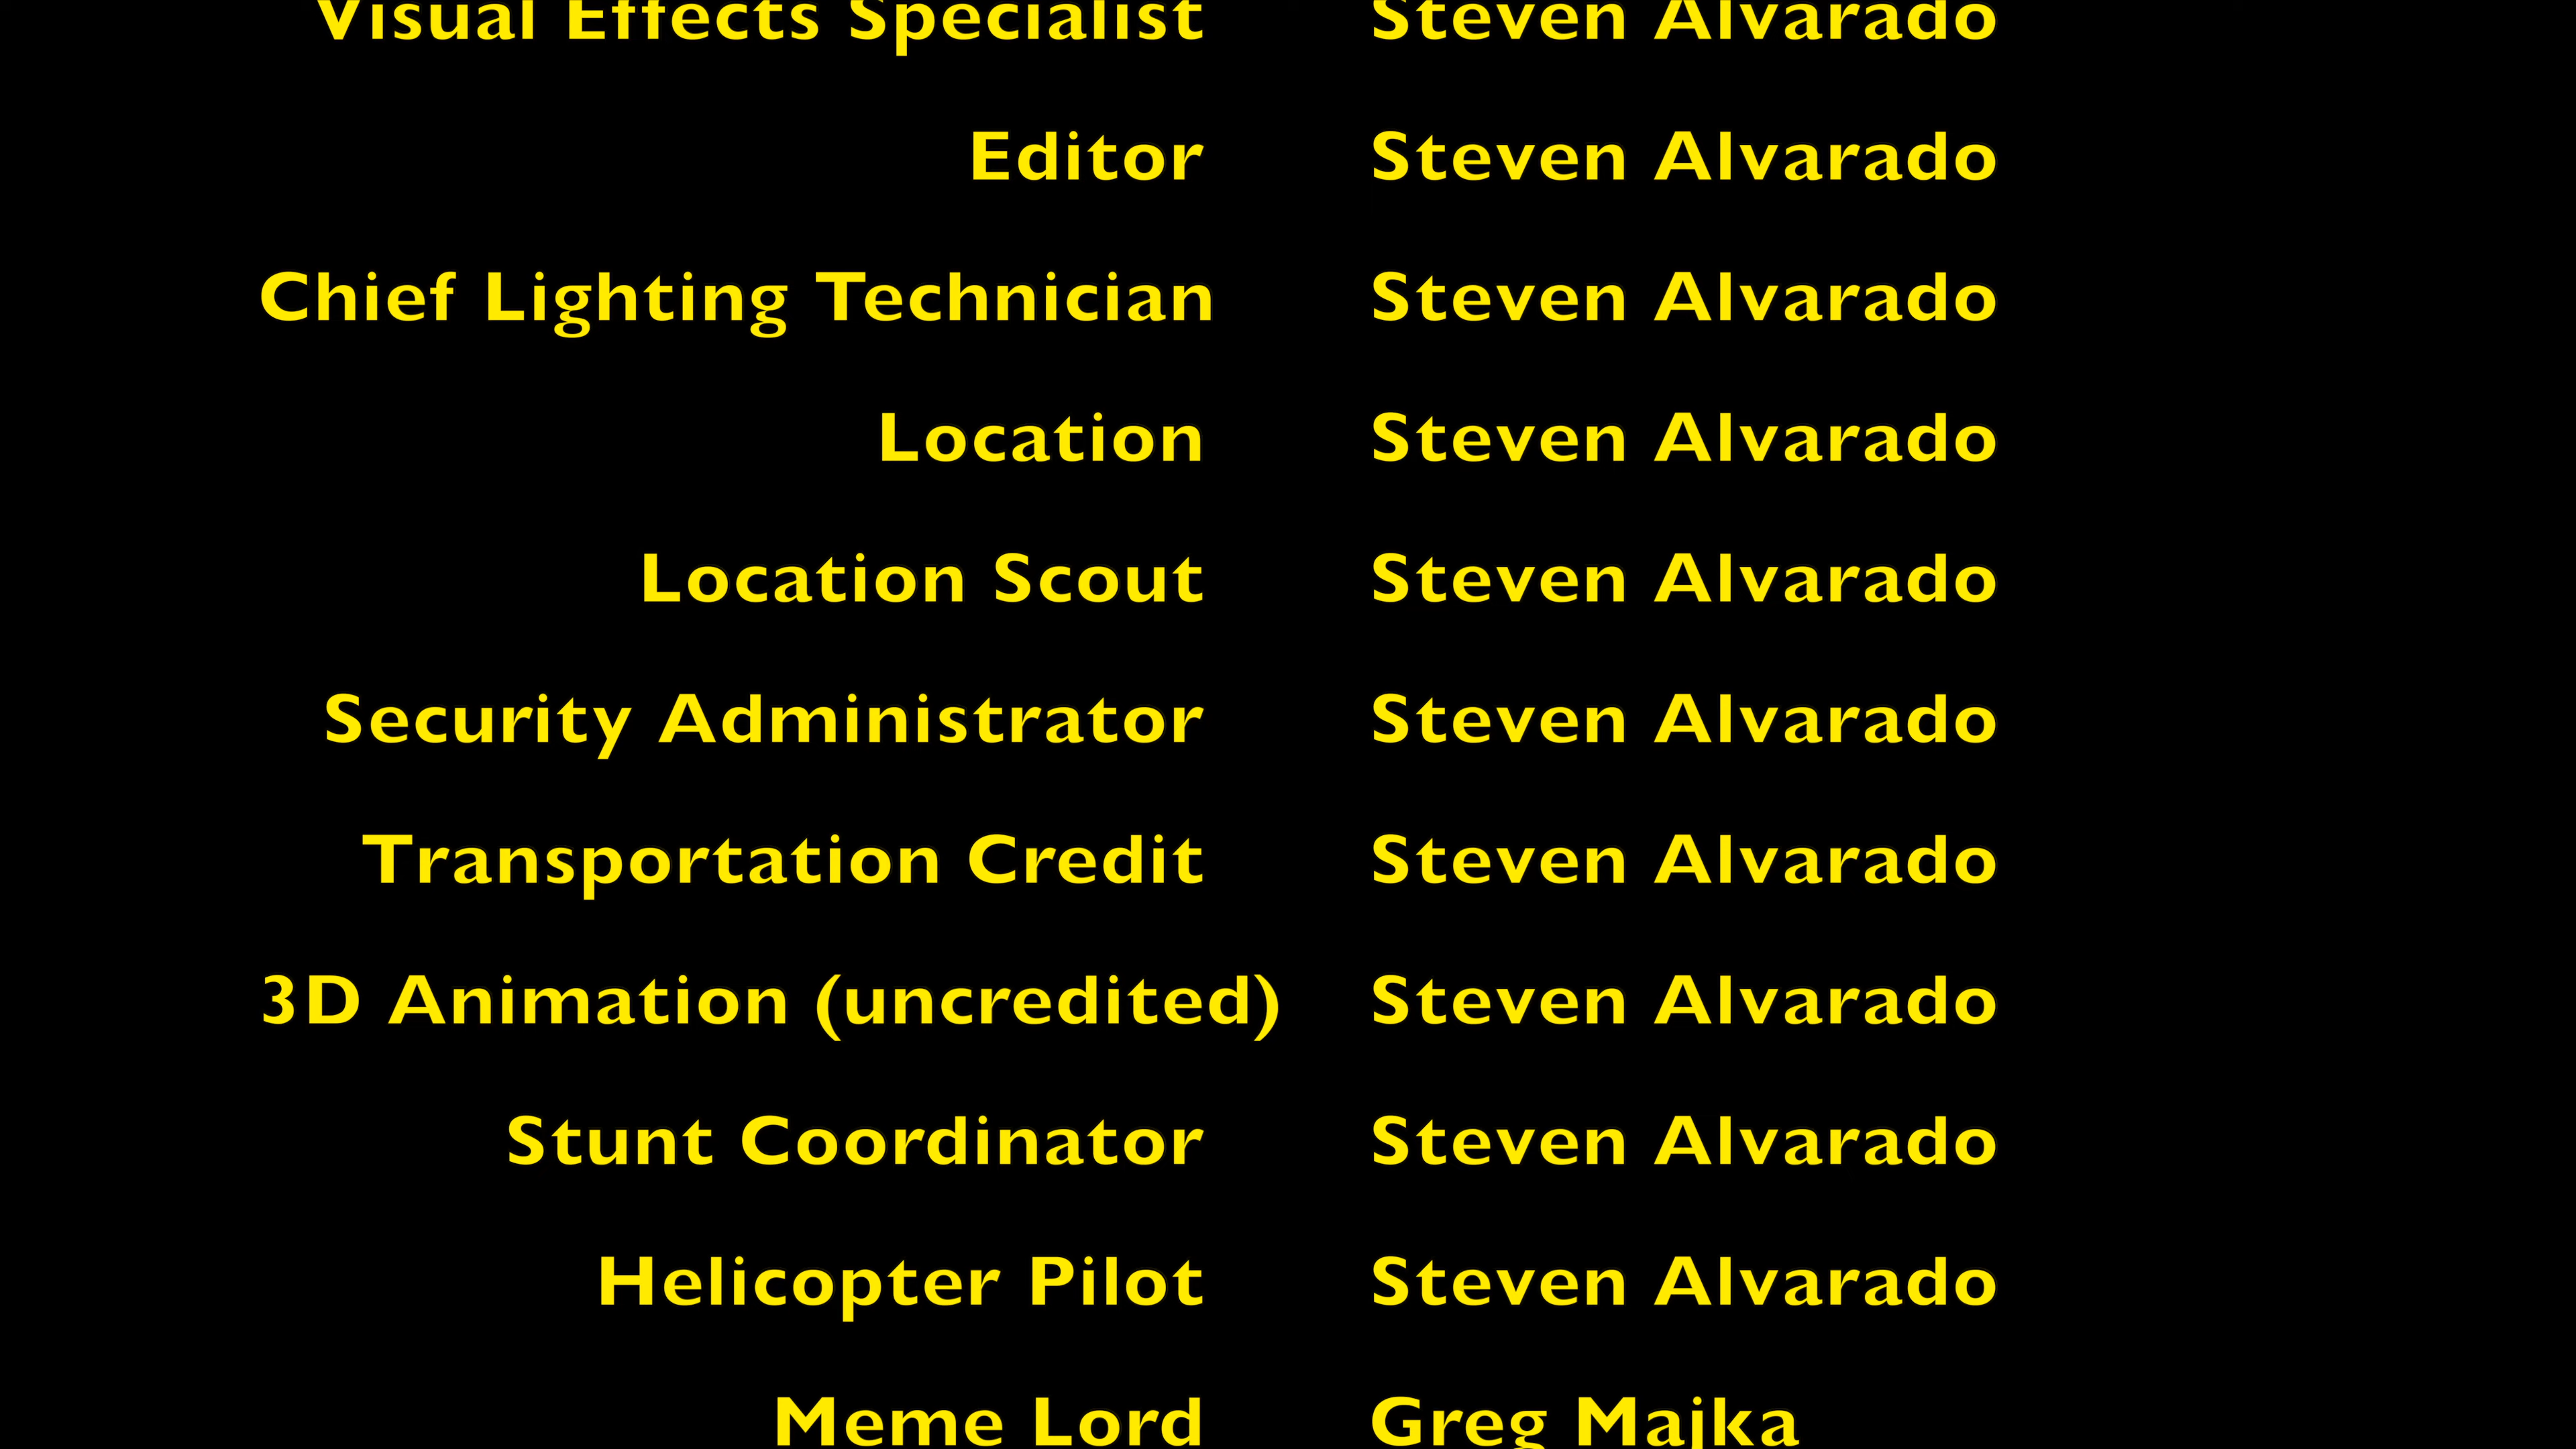 Visual Effects Specialist Steven Alvarado
Editor Steven Alvarado
Chief Lighting Technician Steven Alvarado
Location Steven Alvarado
Location Scout Steven Alvarado
Security Administrator Steven Alvarado
Transportation Credit Steven Alvarado
3D Animation (uncredited) Steven Alvarado
Stunt Coordinator Steven Alvarado
Helicopter Pilot Steven Alvarado
Meme Lord Greg Majka